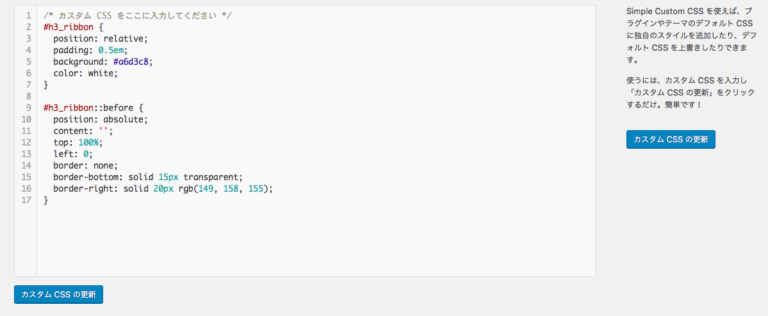 1 /* カスタム CSS をここに入力してください */
2 #h3_ribbon {
3 position: relative;
4 padding: 0.5em;
5 background: #a6d3c8;
6 color: white;
7 }
8
9 #h3_ribbon::before {
10 position: absolute;
11 content: '';
12 top: 100%;
13 left: 0;
14 border: none;
15 border-bottom: solid 15px transparent;
16 border-right: solid 20px rgb(149, 158, 155);
17 }
カスタム CSS の更新
Simple Custom CSS を使えば、プ
ラグインやテーマのデフォルト CSS
に独自のスタイルを追加したり、デフ
ォルト CSS を上書きしたりできま
す。
使うには、カスタム CSS を入力し
「カスタム CSS の更新」をクリック
するだけ。簡単です！
カスタム CSS の更新